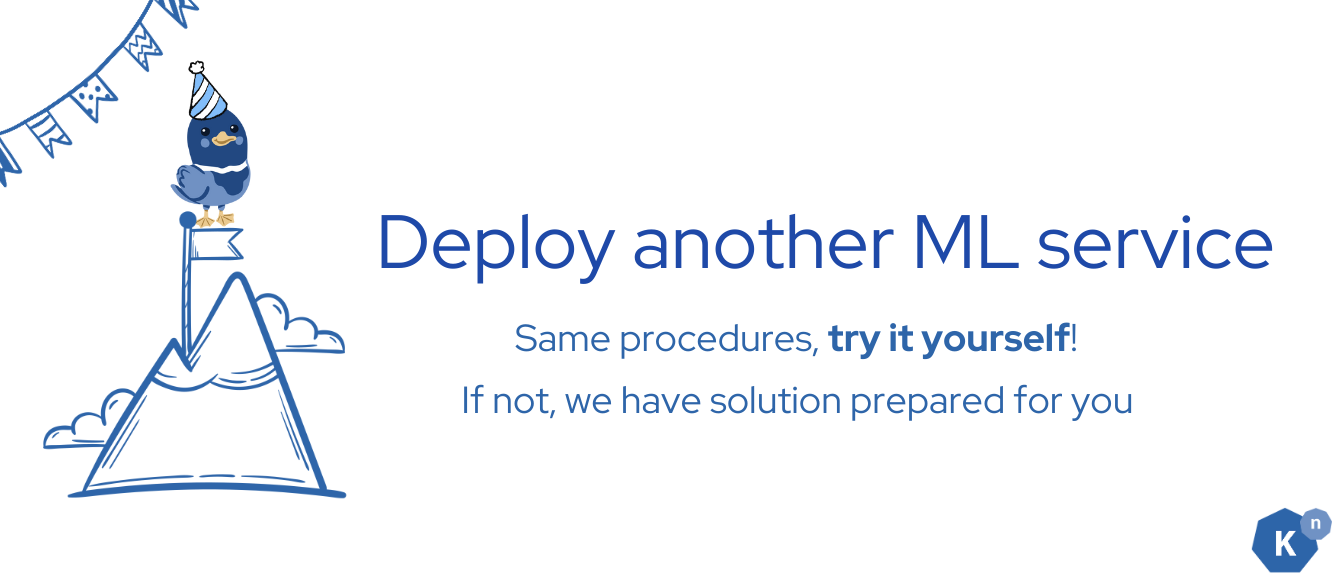 Deploy another ML service
Same procedures, try it yourself!
If not, we have solution prepared for you
K n